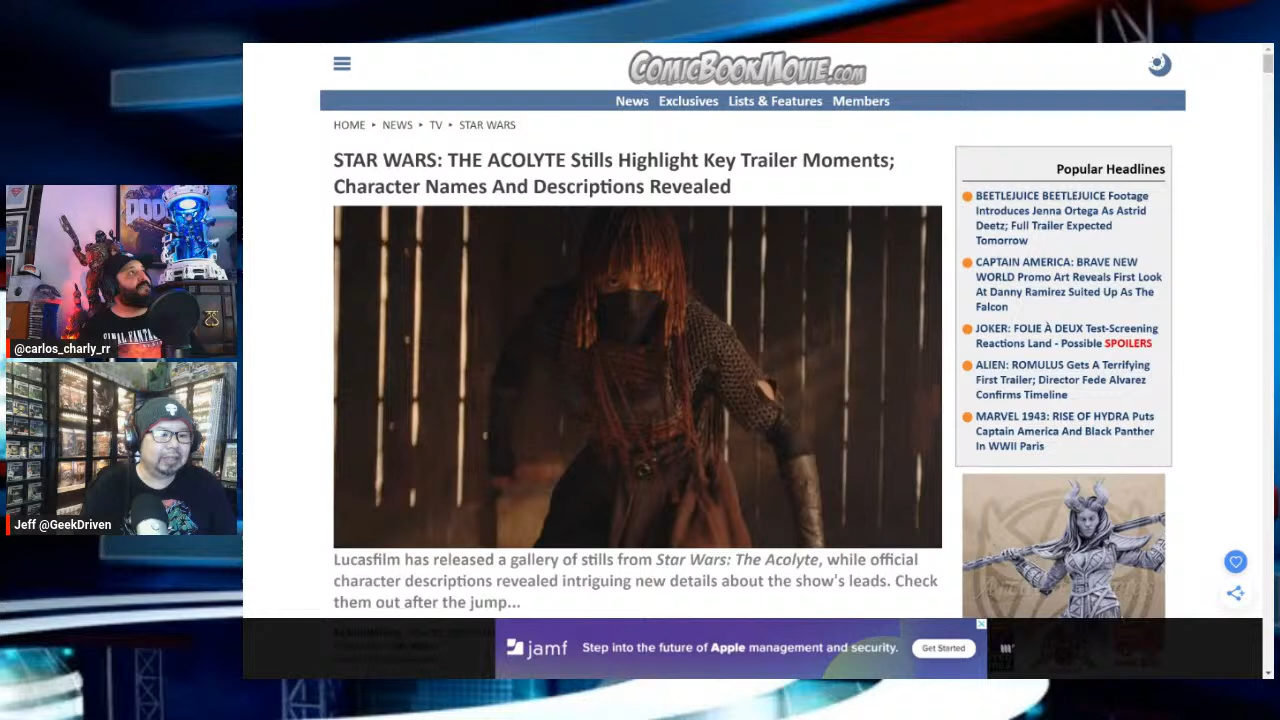 ComicBookMovie.com
News Exclusives Lists & Features Members
HOME ▸ NEWS ▸ TV ▸ STAR WARS
STAR WARS: THE ACOLYTE Stills Highlight Key Trailer Moments;
Character Names And Descriptions Revealed
Lucasfilm has released a gallery of stills from Star Wars: The Acolyte, while official
character descriptions revealed intriguing new details about the show's leads. Check
them out after the jump...
Popular Headlines
BEETLEJUICE BEETLEJUICE Footage
Introduces Jenna Ortega As Astrid
Deetz; Full Trailer Expected
Tomorrow
CAPTAIN AMERICA: BRAVE NEW
WORLD Promo Art Reveals First Look
At Danny Ramirez Suited Up As The
Falcon
JOKER: FOLIE À DEUX Test-Screening
Reactions Land - Possible SPOILERS
ALIEN: ROMULUS Gets A Terrifying
First Trailer; Director Fede Alvarez
Confirms Timeline
MARVEL 1943: RISE OF HYDRA Puts
Captain America And Black Panther
In WWII Paris
@carlos_charly_rr
Jeff @GeekDriven
jamf Step into the future of Apple management and security. Get Started